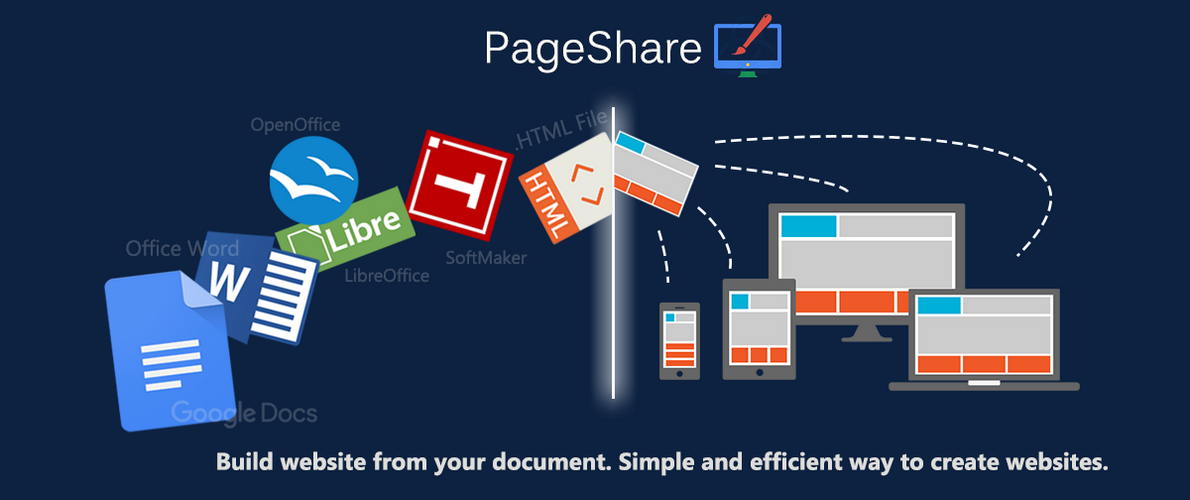 PageShare
OpenOffice
.HTML File
T
HTML
Libre
Office Word
SoftMaker
LibreOffice
W
Google Docs
Build website from your document. Simple and efficient way to create websites.